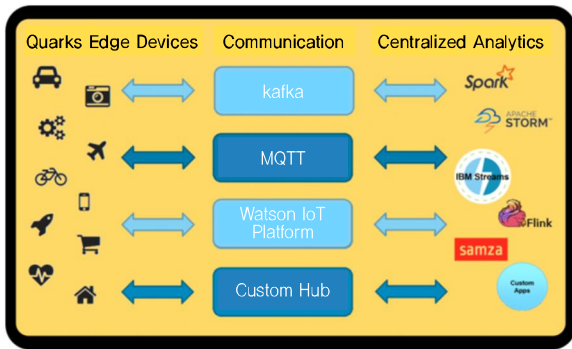 Quarks Edge Devices
Communication
Centralized Analytics
kafka
Spark
APACHE
STORM™
MQTT
IBM Streams
Watson IoT
Platform
Flink
samza
Custom Hub
Custom
Apps